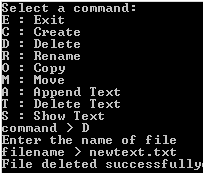 Select a command:
E : Exit
C : Create
D : Delete
R : Rename
O : Copy
M : Move
A : Append Text
T : Delete Text
S : Show Text
command > D
Enter the name of file
filename > newtext.txt
File deleted successfully